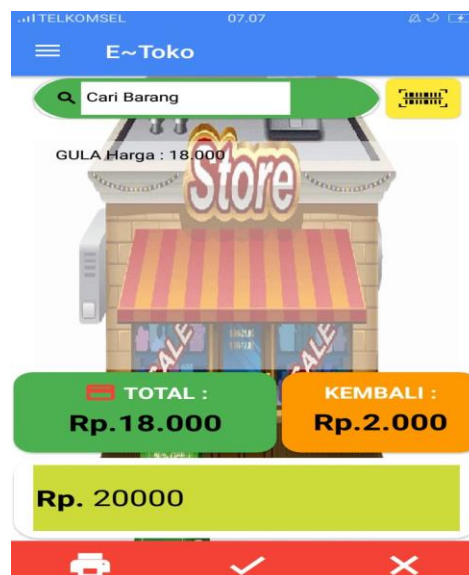 TELKOMSEL 07.07
E~Toko
Cari Barang
GULA Harga : 18.000
Store
SALE SALE
TOTAL :
Rp.18.000
KEMBALI :
Rp.2.000
Rp. 20000